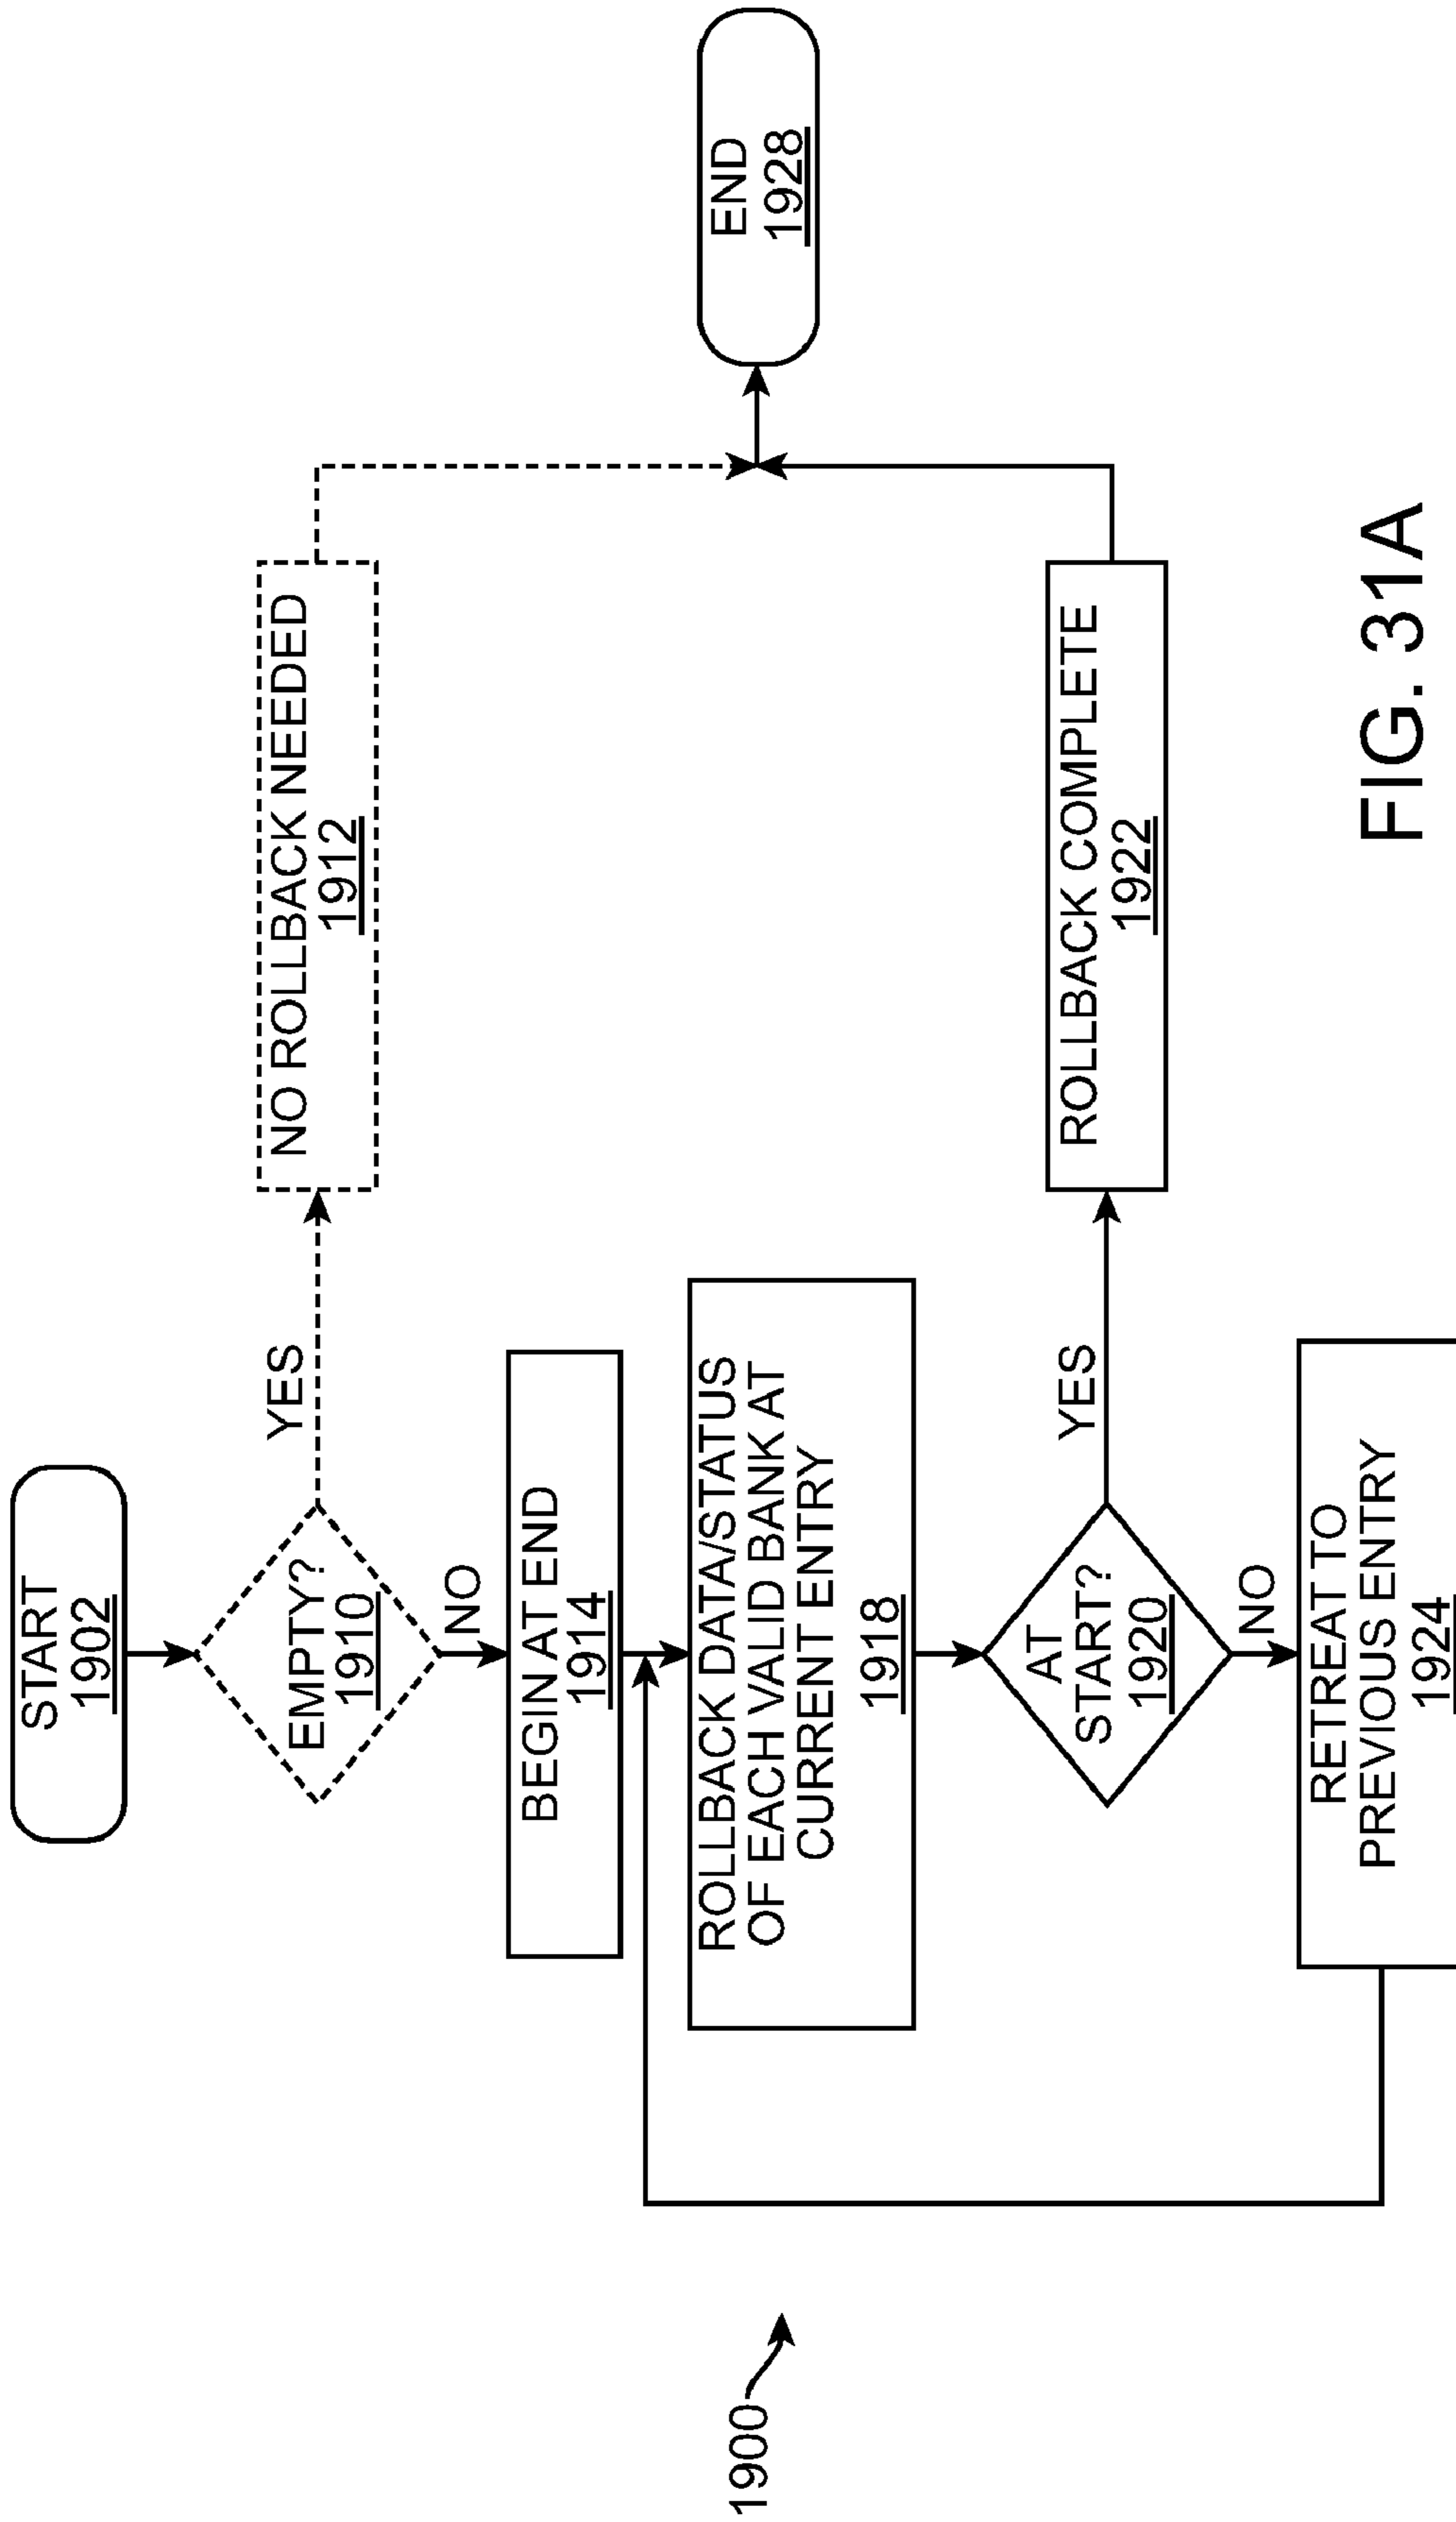 START
1902
EMPTY?
1910
YES
NO ROLLBACK NEEDED
1912
NO
BEGIN AT END
1914
END
1928
ROLLBACK DATA/STATUS
OF EACH VALID BANK AT
CURRENT ENTRY
1918
AT
START?
1920
YES
ROLLBACK COMPLETE
1922
NO
RETREAT TO
PREVIOUS ENTRY
1924
1900
FIG. 31A